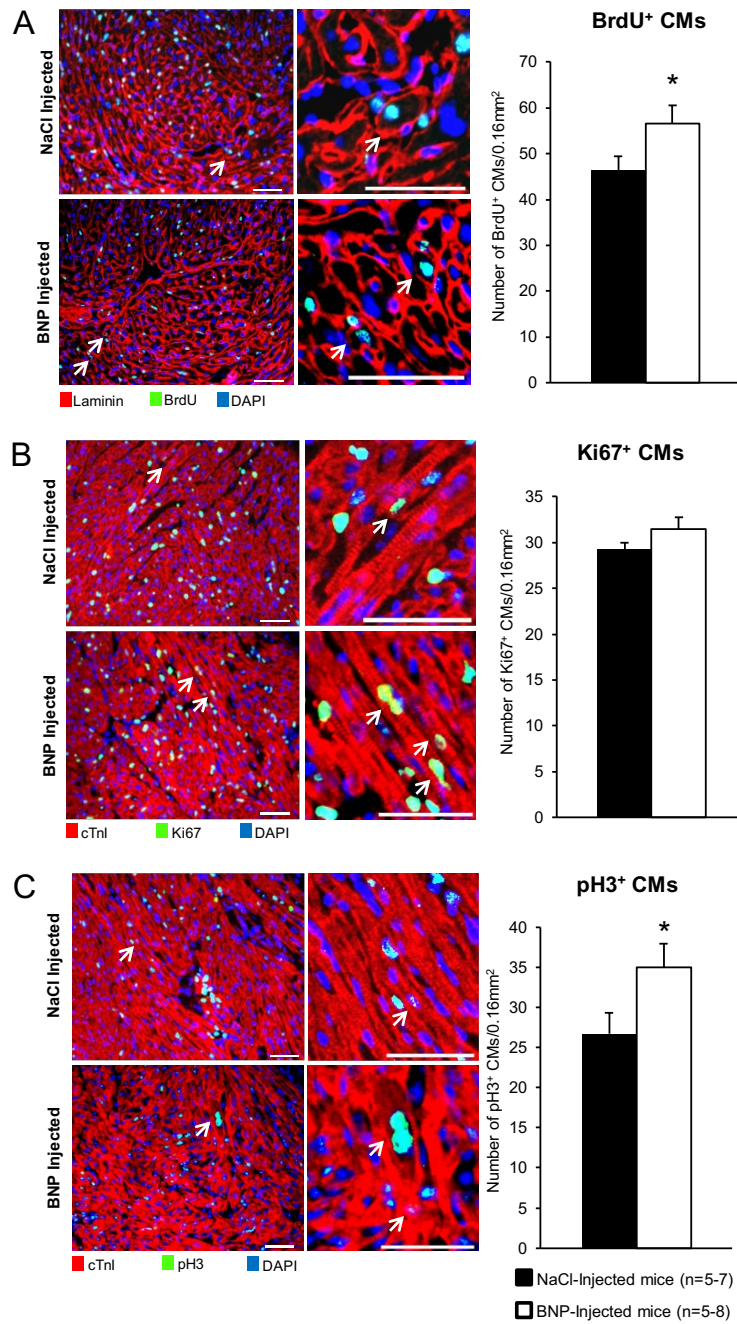 A
NaCl Injected
BNP Injected
Laminin BrdU DAPI
BrdU⁺ CMs
Number of BrdU⁺ CMs/0.16mm²
70
60
50
40
30
20
10
0
*
B
NaCl Injected
BNP Injected
cTnI Ki67 DAPI
Ki67⁺ CMs
Number of Ki67⁺ CMs/0.16mm²
35
30
25
20
15
10
5
0
C
NaCl Injected
BNP Injected
cTnI pH3 DAPI
pH3⁺ CMs
Number of pH3⁺ CMs/0.16mm²
40
35
30
25
20
15
10
5
0
*
NaCl-Injected mice (n=5-7)
BNP-Injected mice (n=5-8)